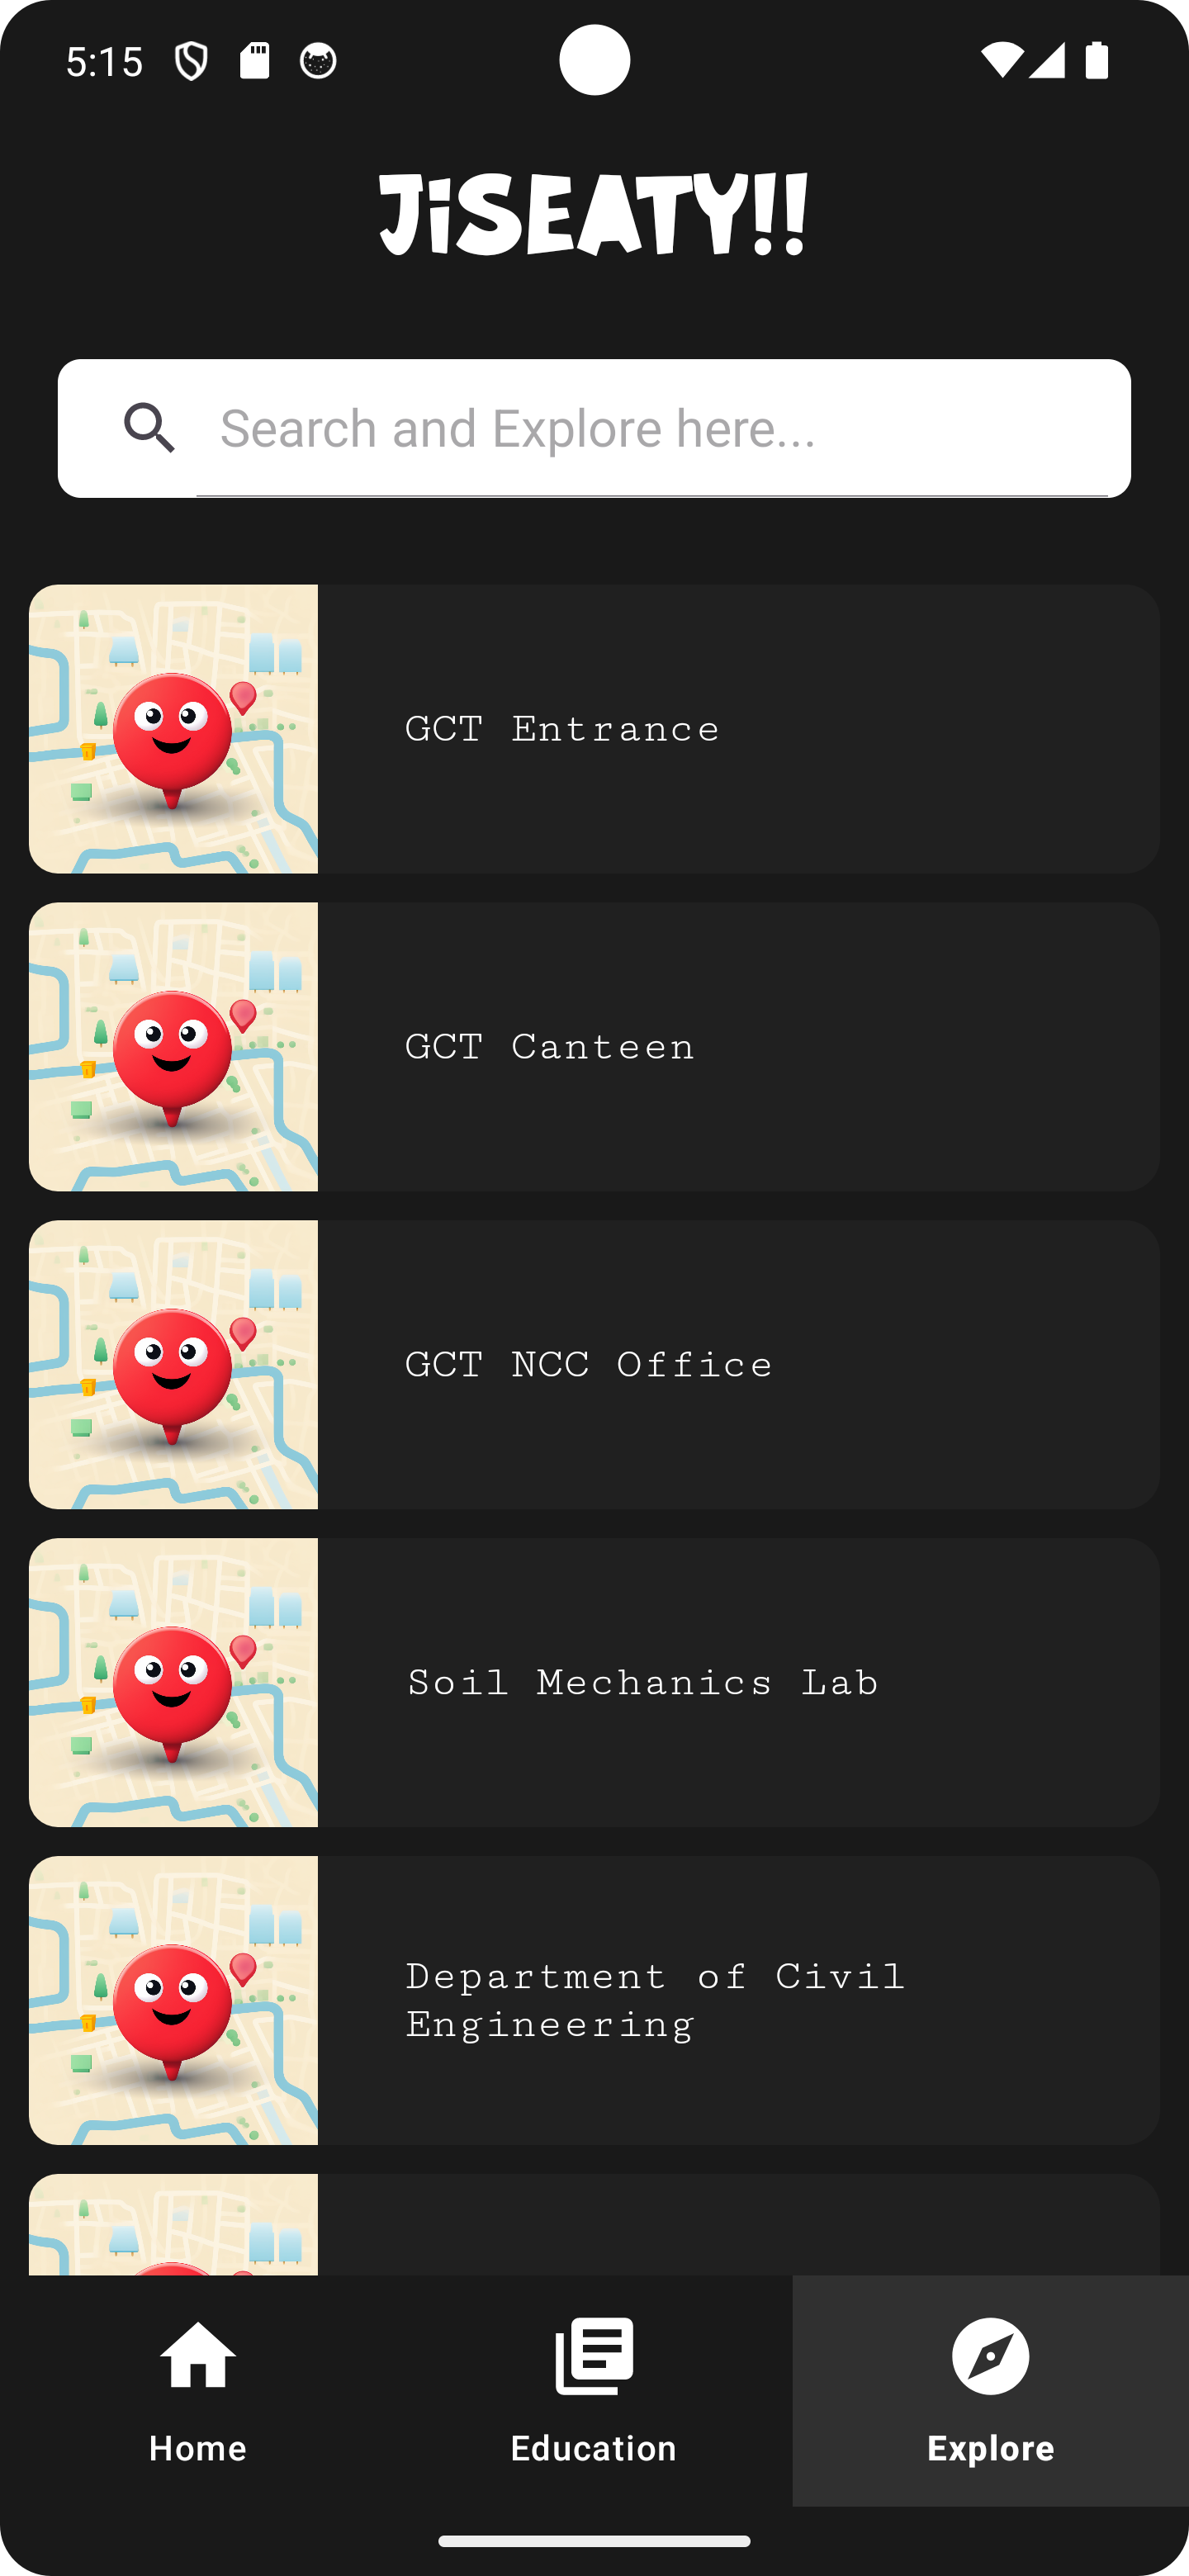 5:15
JiSEATY!!
Search and Explore here...
GCT Entrance
GCT Canteen
GCT NCC Office
Soil Mechanics Lab
Department of Civil
Engineering
Home
Education
Explore